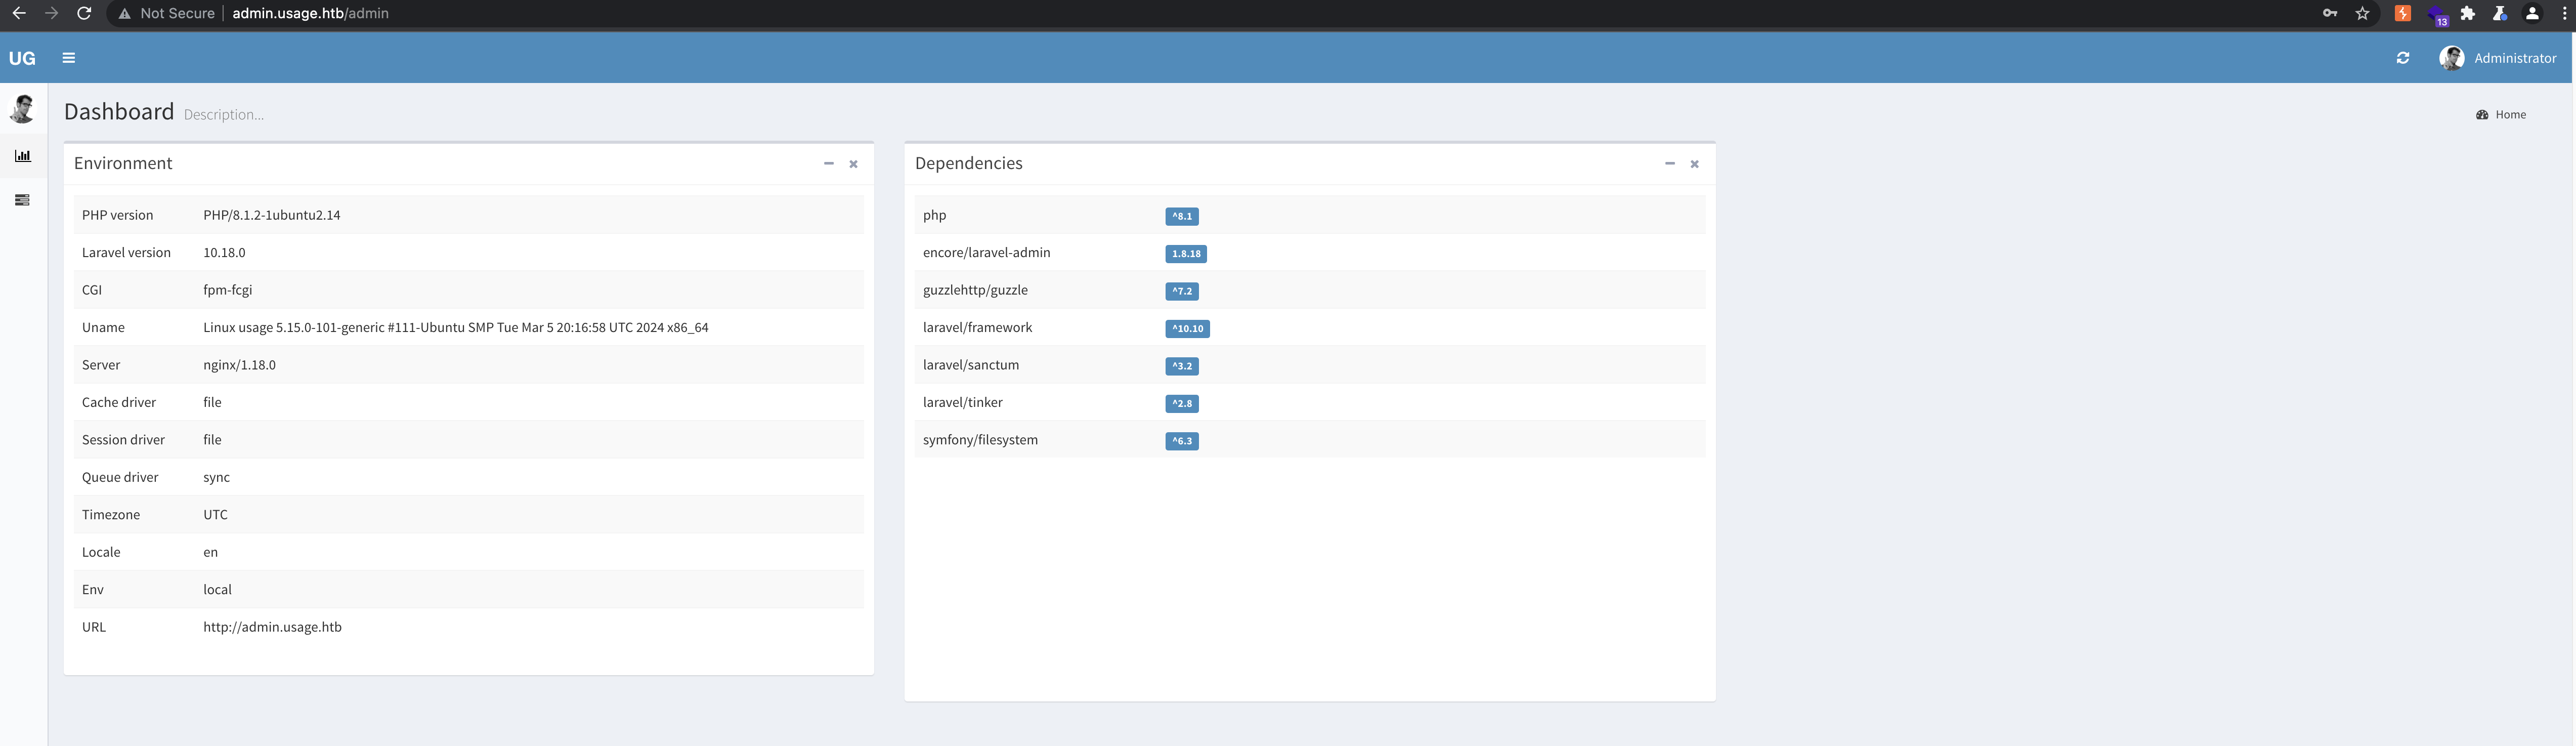 Not Secure admin.usage.htb/admin
13
UG
Administrator
Dashboard Description...
Home
Environment
PHP version PHP/8.1.2-1ubuntu2.14
Laravel version 10.18.0
CGI fpm-fcgi
Uname Linux usage 5.15.0-101-generic #111-Ubuntu SMP Tue Mar 5 20:16:58 UTC 2024 x86_64
Server nginx/1.18.0
Cache driver file
Session driver file
Queue driver sync
Timezone UTC
Locale en
Env local
URL http://admin.usage.htb
Dependencies
php ^8.1
encore/laravel-admin 1.8.18
guzzlehttp/guzzle ^7.2
laravel/framework ^10.10
laravel/sanctum ^3.2
laravel/tinker ^2.8
symfony/filesystem ^6.3